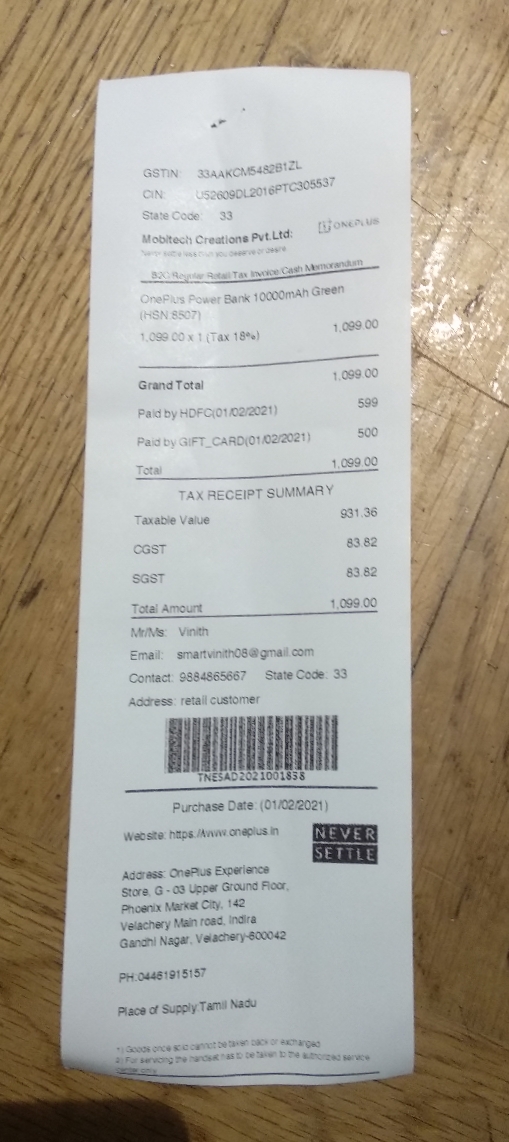 GSTIN: 33AAKCM5482B1ZL
CIN: U52609DL2016PTC305537
State Code: 33
Mobitech Creations Pvt.Ltd: ONEPLUS
B2C Regular Retail Tax Invoice/Cash Memorandum
OnePlus Power Bank 10000mAh Green
(HSN:8507)
1,099.00 x 1 (Tax 18%) 1,099.00
Grand Total 1,099.00
Paid by HDFC(01/02/2021) 599
Paid by GIFT_CARD(01/02/2021) 500
Total 1,099.00
TAX RECEIPT SUMMARY
Taxable Value 931.36
CGST 83.82
SGST 83.82
Total Amount 1,099.00
Mr/Ms: Vinith
Email: smartvinith08@gmail.com
Contact: 9884865667 State Code: 33
Address: retail customer
TNESAD2021001838
Purchase Date: (01/02/2021)
Website: https://www.oneplus.in NEVER
SETTLE
Address: OnePlus Experience
Store, G - 03 Upper Ground Floor,
Phoenix Market City, 142
Velachery Main road, Indira
Gandhi Nagar, Velachery-600042
PH:04461915157
Place of Supply:Tamil Nadu
*) Goods once sold cannot be taken back or exchanged
2) For servicing the handset has to be taken to the authorized service
center only